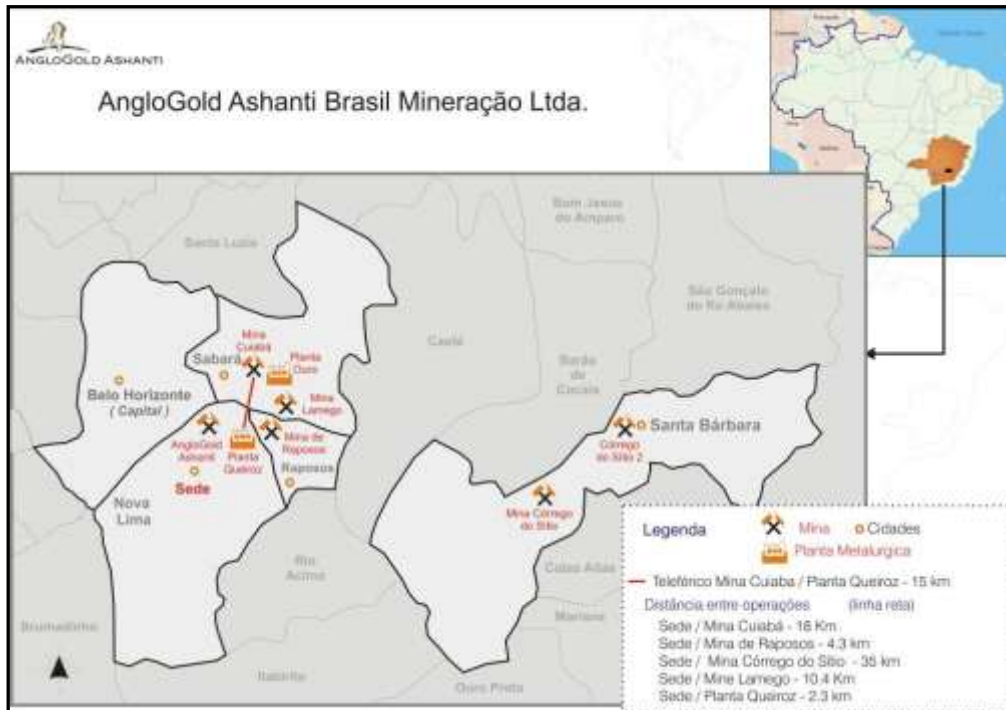 ANGLOGOLD ASHANTI
AngloGold Ashanti Brasil Mineração Ltda.
Santa Luzia
Bom Jesus
do Amparo
São Gonçalo
do Rio Abaixo
Caeté
Barão
de
Cocais
Mina
Cuiabá
Sabará
Planta
Ouro
Belo Horizonte
( Capital )
Mina
Lamego
AngloGold
Ashanti
Planta
Queiroz
Mina de
Raposos
Raposos
Sede
Nova
Lima
Santa Bárbara
Córrego
do Sítio 2
Mina Córrego
do Sítio
Rio
Acima
Catas Altas
Mariana
Brumadinho
Itabirito
Ouro Preto
Legenda
Mina
Cidades
Planta Metalurgica
Teleférico Mina Cuiaba / Planta Queiroz - 15 km
Distância entre operações (linha reta)
Sede / Mina Cuiabá - 16 Km
Sede / Mina de Raposos - 4.3 km
Sede / Mina Córrego do Sítio - 35 km
Sede / Mine Lamego - 10.4 Km
Sede / Planta Queiroz - 2.3 km